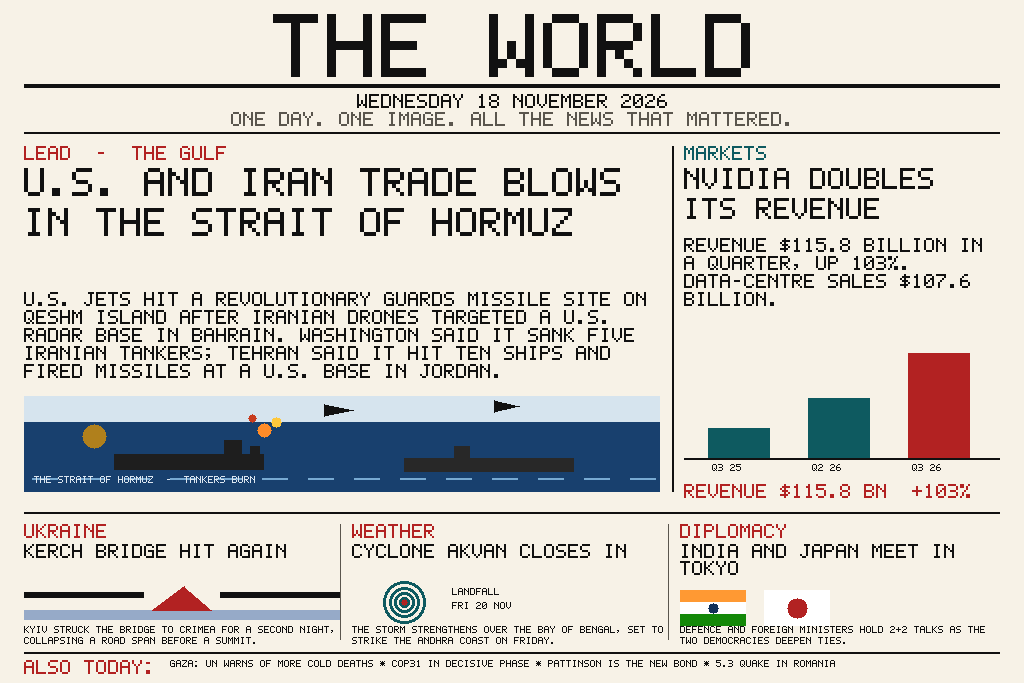 THE WORLD
WEDNESDAY 18 NOVEMBER 2026
ONE DAY. ONE IMAGE. ALL THE NEWS THAT MATTERED.
LEAD - THE GULF
U.S. AND IRAN TRADE BLOWS
IN THE STRAIT OF HORMUZ
U.S. JETS HIT A REVOLUTIONARY GUARDS MISSILE SITE ON
QESHM ISLAND AFTER IRANIAN DRONES TARGETED A U.S.
RADAR BASE IN BAHRAIN. WASHINGTON SAID IT SANK FIVE
IRANIAN TANKERS; TEHRAN SAID IT HIT TEN SHIPS AND
FIRED MISSILES AT A U.S. BASE IN JORDAN.
THE STRAIT OF HORMUZ — TANKERS BURN
MARKETS
NVIDIA DOUBLES
ITS REVENUE
REVENUE $115.8 BILLION IN
A QUARTER, UP 103%.
DATA-CENTRE SALES $107.6
BILLION.
Q3 25 Q2 26 Q3 26
REVENUE $115.8 BN +103%
UKRAINE
KERCH BRIDGE HIT AGAIN
KYIV STRUCK THE BRIDGE TO CRIMEA FOR A SECOND NIGHT,
COLLAPSING A ROAD SPAN BEFORE A SUMMIT.
WEATHER
CYCLONE AKVAN CLOSES IN
LANDFALL
FRI 20 NOV
THE STORM STRENGTHENS OVER THE BAY OF BENGAL, SET TO
STRIKE THE ANDHRA COAST ON FRIDAY.
DIPLOMACY
INDIA AND JAPAN MEET IN
TOKYO
DEFENCE AND FOREIGN MINISTERS HOLD 2+2 TALKS AS THE
TWO DEMOCRACIES DEEPEN TIES.
ALSO TODAY: GAZA: UN WARNS OF MORE COLD DEATHS * COP31 IN DECISIVE PHASE * PATTINSON IS THE NEW BOND * 5.3 QUAKE IN ROMANIA